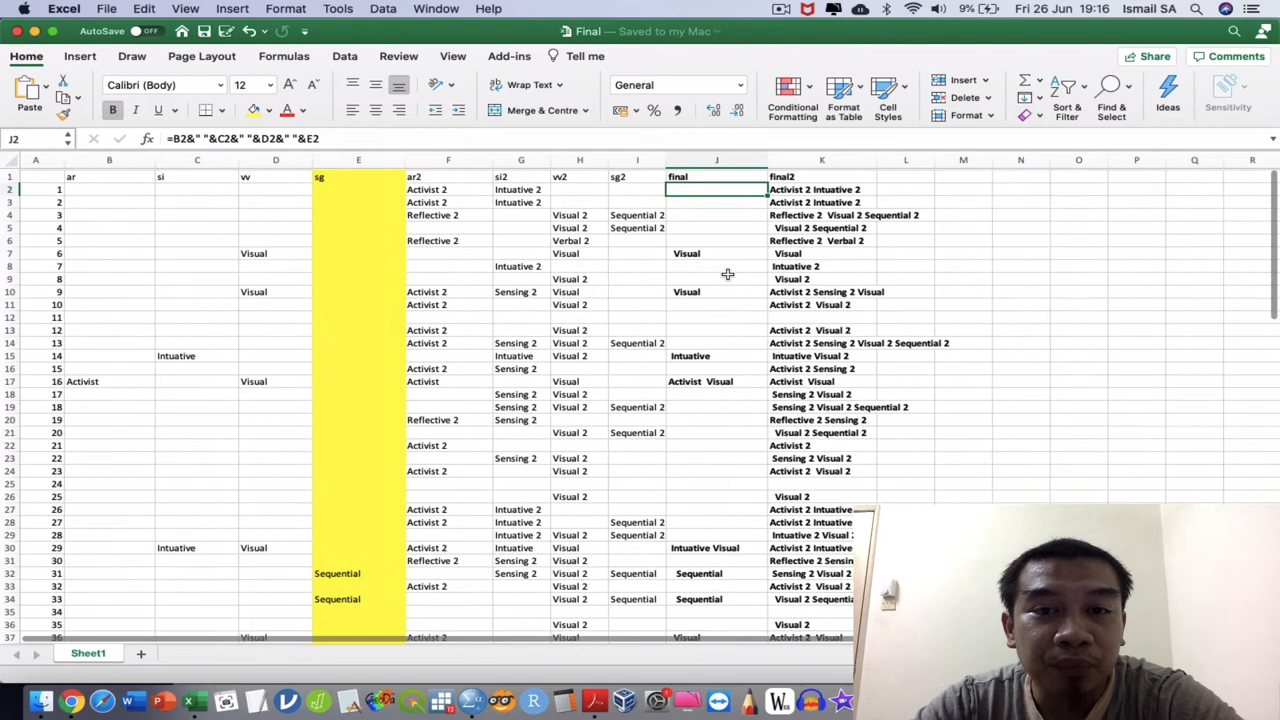 Excel File Edit View Insert Format Tools Data Window Help 9% Fri 26 Jun 19:16 Ismail SA
AutoSave OFF Final — Saved to my Mac
Home Insert Draw Page Layout Formulas Data Review View Add-ins Tell me Share Comments
Paste Calibri (Body) 12 Wrap Text General Conditional Formatting Format as Table Cell Styles Insert Sort & Filter Find & Select Ideas Sensitivity
B I U Merge & Centre % Delete Format
J2 fx =B2&" "&C2&" "&D2&" "&E2
A B C D E F G H I J K L M N O P Q R
1 ar si vv sg ar2 si2 vv2 sg2 final final2
2 1 Activist 2 Intuative 2 Activist 2 Intuative 2
3 2 Activist 2 Intuative 2 Activist 2 Intuative 2
4 3 Reflective 2 Visual 2 Sequential 2 Reflective 2 Visual 2 Sequential 2
5 4 Visual 2 Sequential 2 Visual 2 Sequential 2
6 5 Reflective 2 Verbal 2 Reflective 2 Verbal 2
7 6 Visual Visual Visual Visual
8 7 Intuative 2 Intuative 2
9 8 Visual 2 Visual 2
10 9 Visual Activist 2 Sensing 2 Visual Visual Activist 2 Sensing 2 Visual
11 10 Activist 2 Visual 2 Activist 2 Visual 2
12 11
13 12 Activist 2 Visual 2 Activist 2 Visual 2
14 13 Activist 2 Sensing 2 Visual 2 Sequential 2 Activist 2 Sensing 2 Visual 2 Sequential 2
15 14 Intuative Intuative Visual 2 Intuative Intuative Visual 2
16 15 Activist 2 Sensing 2 Activist 2 Sensing 2
17 16 Activist Visual Activist Visual Activist Visual Activist Visual
18 17 Sensing 2 Visual 2 Sensing 2 Visual 2
19 18 Sensing 2 Visual 2 Sequential 2 Sensing 2 Visual 2 Sequential 2
20 19 Reflective 2 Sensing 2 Reflective 2 Sensing 2
21 20 Visual 2 Sequential 2 Visual 2 Sequential 2
22 21 Activist 2 Activist 2
23 22 Sensing 2 Visual 2 Sensing 2 Visual 2
24 23 Activist 2 Visual 2 Activist 2 Visual 2
25 24
26 25 Visual 2 Visual 2
27 26 Activist 2 Intuative 2 Activist 2 Intuative
28 27 Activist 2 Intuative 2 Sequential 2 Activist 2 Intuative
29 28 Intuative 2 Visual 2 Sequential 2 Intuative 2 Visual
30 29 Intuative Visual Activist 2 Intuative Visual Intuative Visual Activist 2 Intuative
31 30 Reflective 2 Sensing 2 Visual 2 Reflective 2
32 31 Sequential Sensing 2 Visual 2 Sequential Sequential Sensing 2 Visual 2
33 32 Activist 2 Visual 2 Activist 2 Visual 2
34 33 Sequential Visual 2 Sequential Sequential Visual 2
35 34
36 35 Visual 2 Visual 2
37 36 Visual Activist 2 Visual Visual Activist 2 Visual
Sheet1